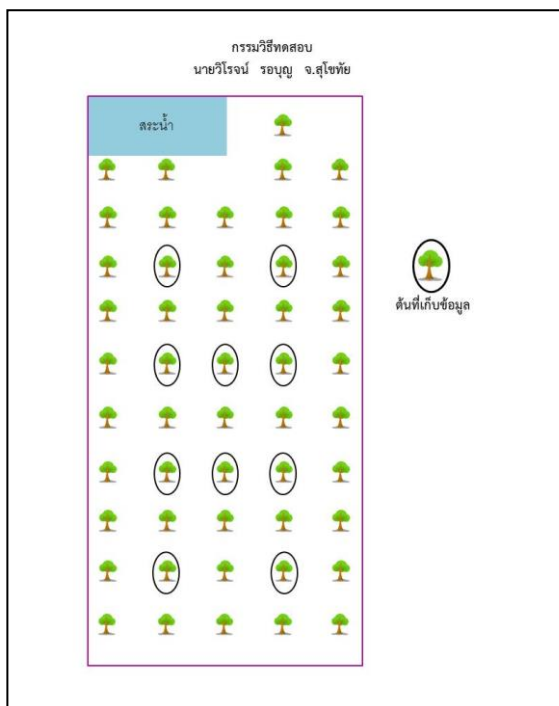 กรรมวิธีทดสอบ
นายวิโรจน์ รอบุญ จ.สุโขทัย
สระน้ำ
ต้นที่เก็บข้อมูล